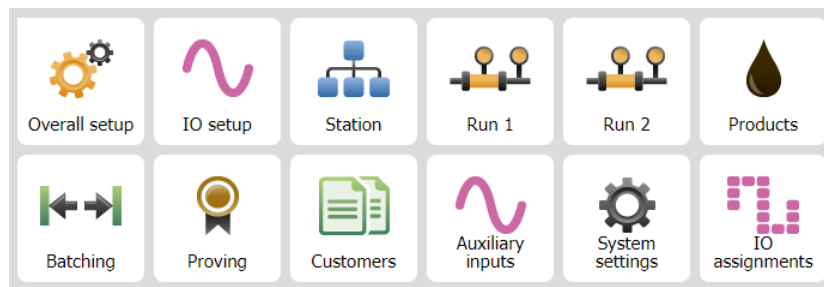 Overall setup
IO setup
Station
Run 1
Run 2
Products
Batching
Proving
Customers
Auxiliary
inputs
System
settings
IO
assignments